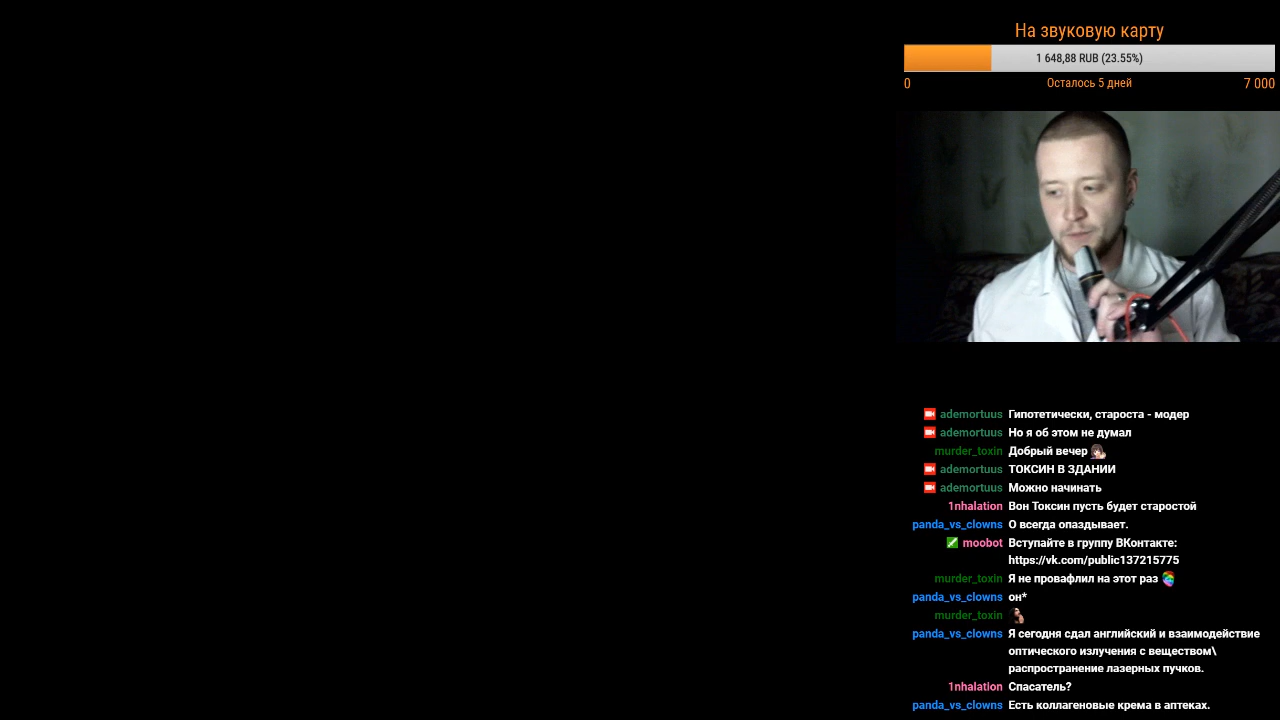 На звуковую карту
1 648,88 RUB (23.55%)
0 Осталось 5 дней 7 000
ademortuus Гипотетически, староста - модер
ademortuus Но я об этом не думал
murder_toxin Добрый вечер
ademortuus ТОКСИН В ЗДАНИИ
ademortuus Можно начинать
1nhalation Вон Токсин пусть будет старостой
panda_vs_clowns О всегда опаздывает.
moobot Вступайте в группу ВКонтакте:
https://vk.com/public137215775
murder_toxin Я не провафлил на этот раз
panda_vs_clowns он*
murder_toxin
panda_vs_clowns Я сегодня сдал английский и взаимодействие
оптического излучения с веществом\
распространение лазерных пучков.
1nhalation Спасатель?
panda_vs_clowns Есть коллагеновые крема в аптеках.